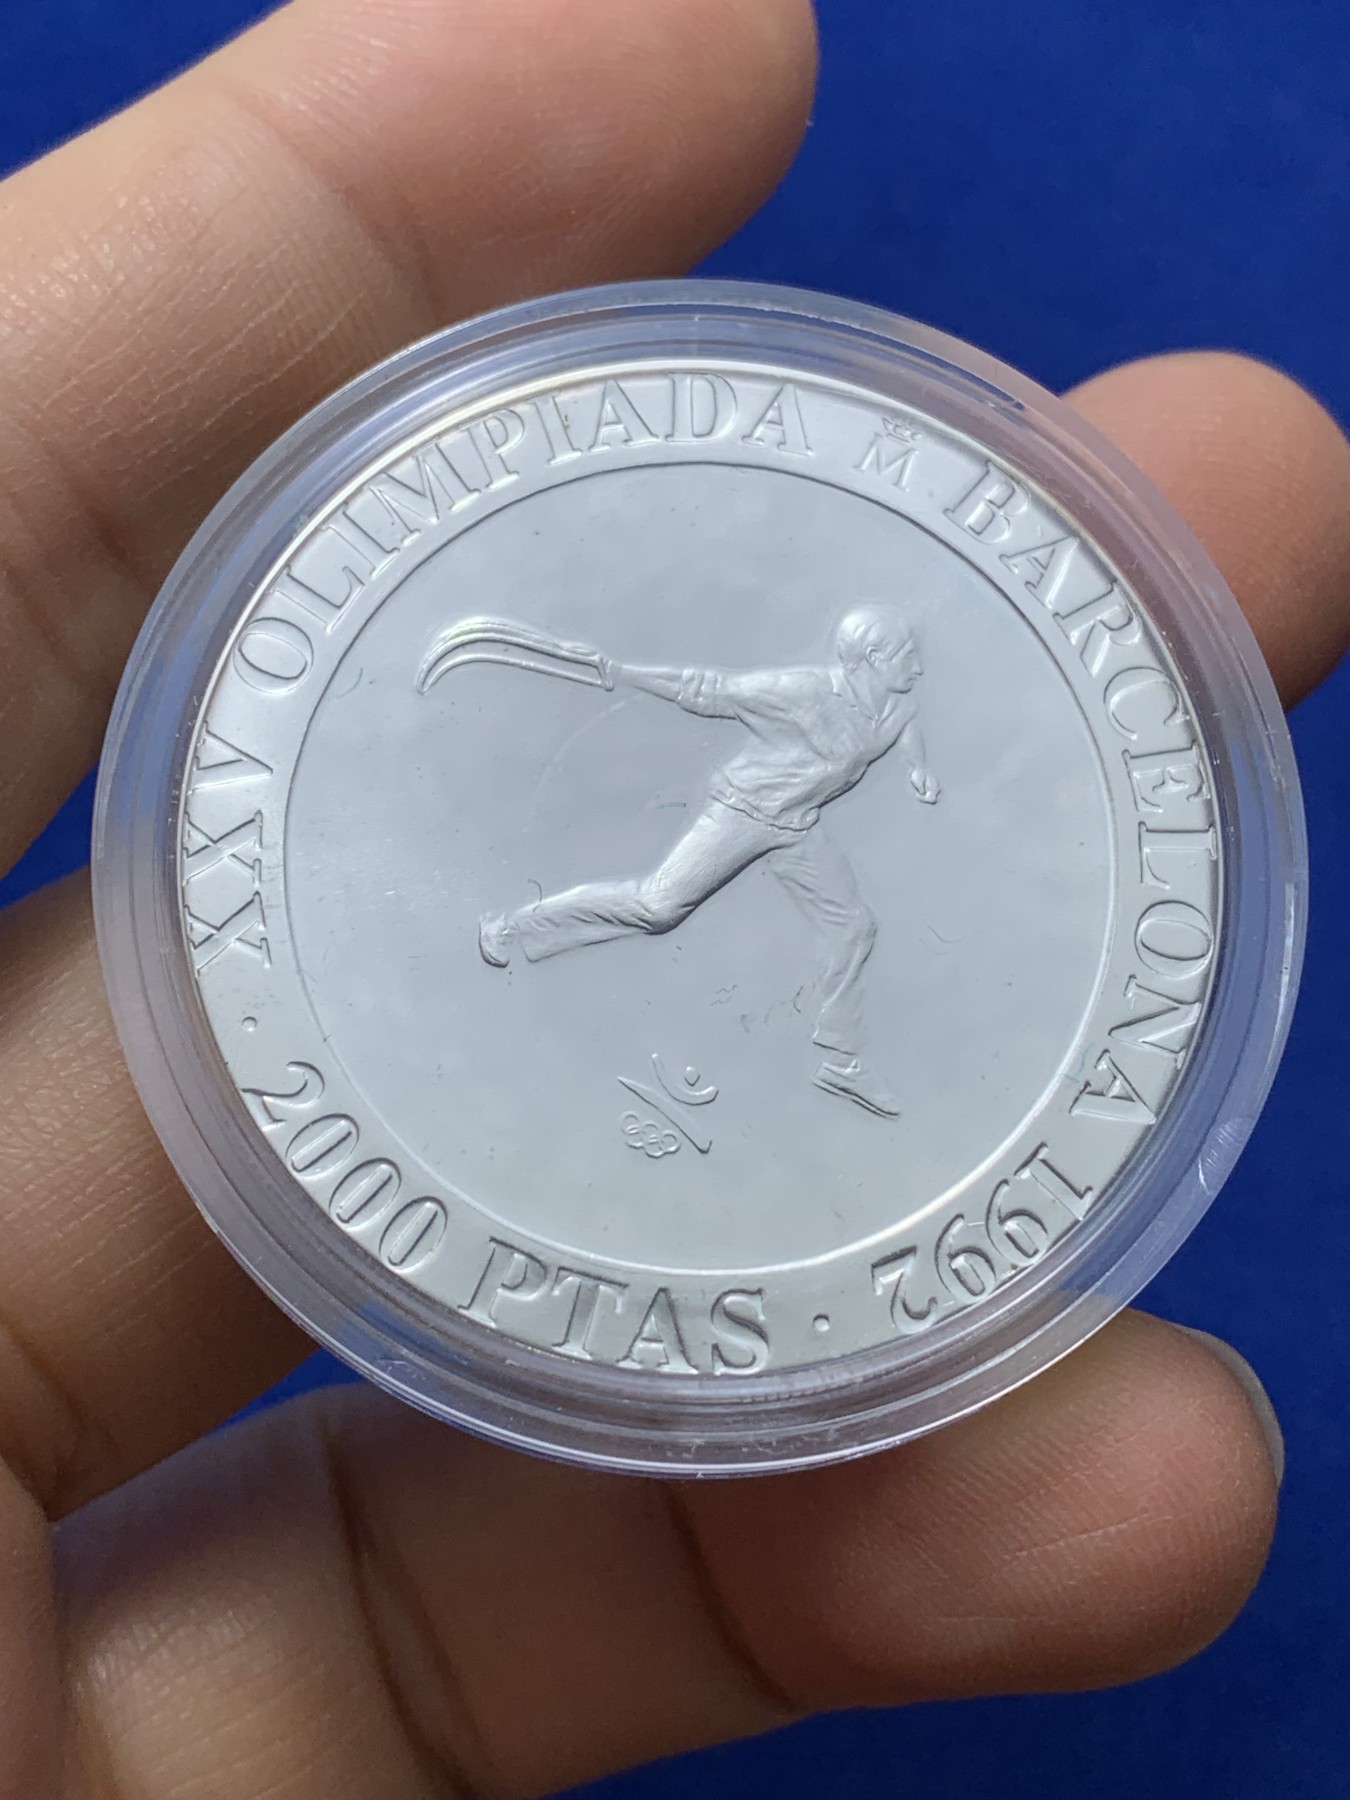 XXV OLIMPIADA M BARCELONA 1992
· 2000 PTAS ·